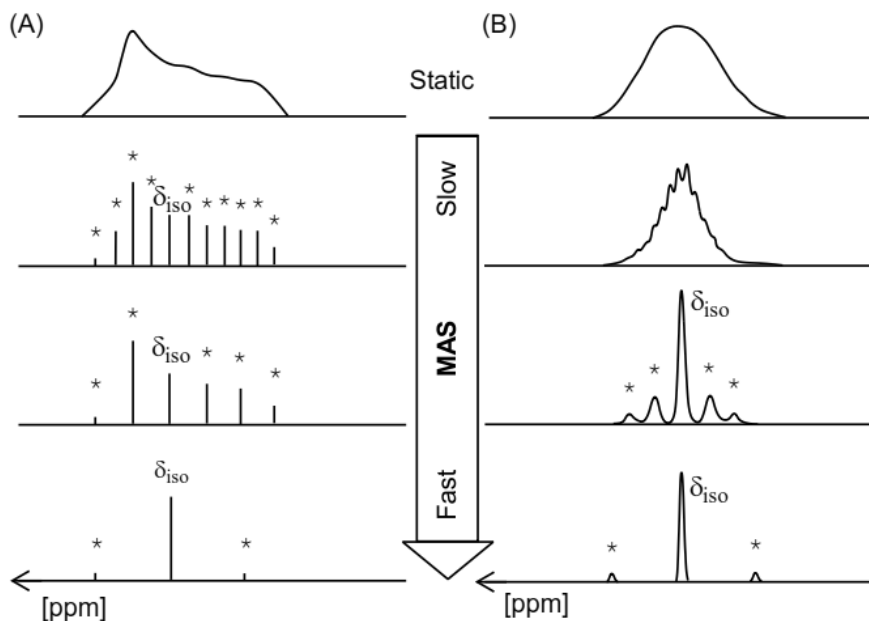 (A)
(B)
Static
Slow
* * * * δiso * * * * * *
MAS
* * δiso * * *
δiso
* * * *
Fast
δiso
* *
δiso
* *
[ppm]
[ppm]